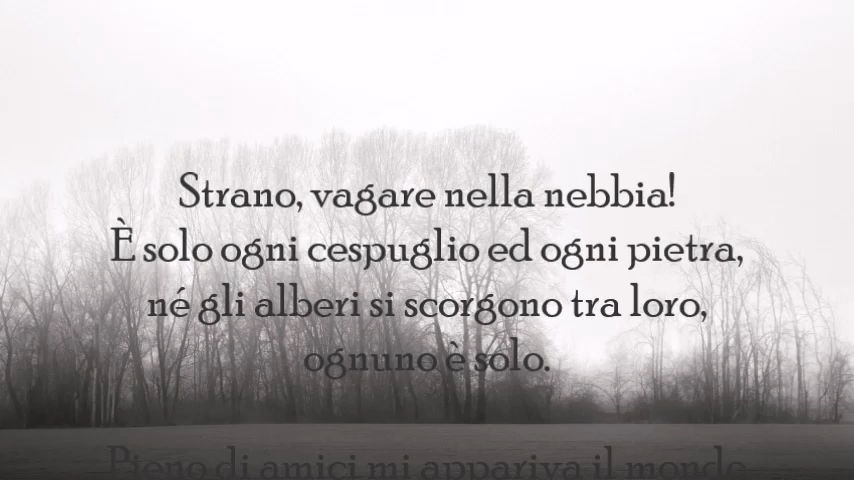 Strano, vagare nella nebbia!
È solo ogni cespuglio ed ogni pietra,
né gli alberi si scorgono tra loro,
ognuno è solo.
Pieno di amici mi appariva il mondo